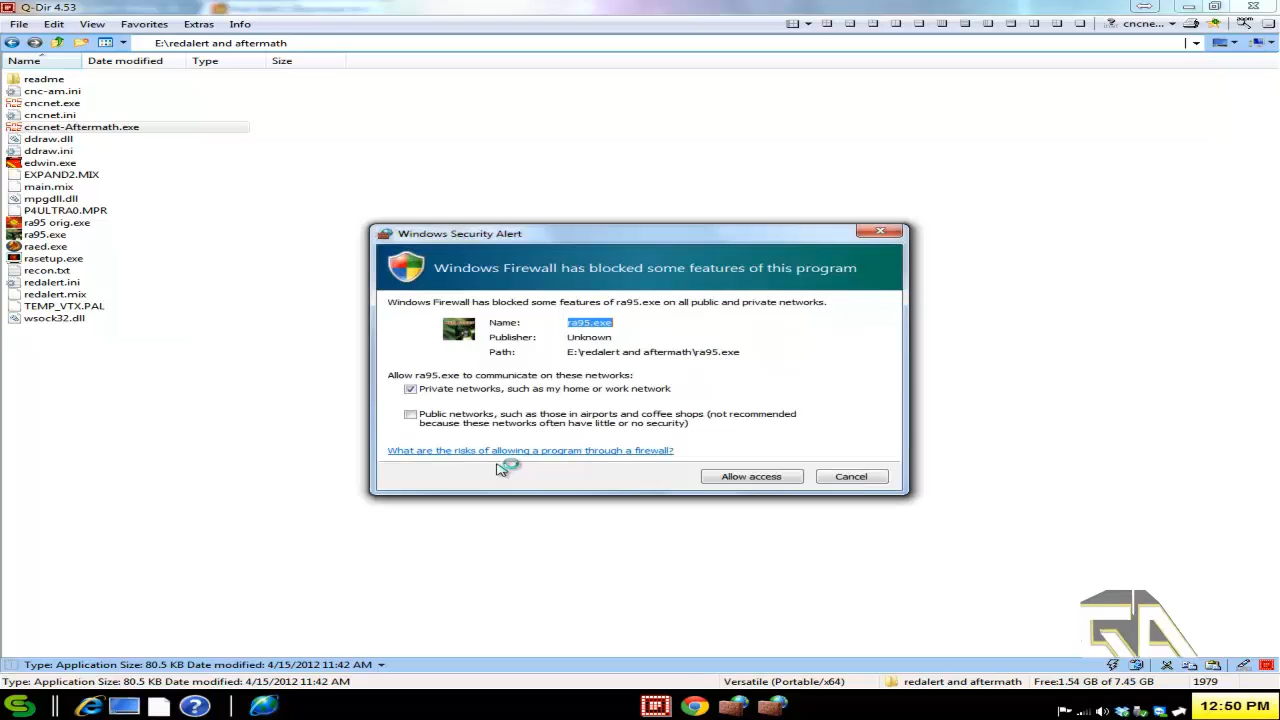 Q-Dir 4.53
File Edit View Favorites Extras Info
cncne...
E:\redalert and aftermath
Name Date modified Type Size
readme
cnc-am.ini
cncnet.exe
cncnet.ini
cncnet-Aftermath.exe
ddraw.dll
ddraw.ini
edwin.exe
EXPAND2.MIX
main.mix
mpgdll.dll
P4ULTRA0.MPR
ra95 orig.exe
ra95.exe
raed.exe
rasetup.exe
recon.txt
redalert.ini
redalert.mix
TEMP_VTX.PAL
wsock32.dll
Windows Security Alert
Windows Firewall has blocked some features of this program
Windows Firewall has blocked some features of ra95.exe on all public and private networks.
Name: ra95.exe
Publisher: Unknown
Path: E:\redalert and aftermath\ra95.exe
Allow ra95.exe to communicate on these networks:
Private networks, such as my home or work network
Public networks, such as those in airports and coffee shops (not recommended
because these networks often have little or no security)
What are the risks of allowing a program through a firewall?
Allow access Cancel
Type: Application Size: 80.5 KB Date modified: 4/15/2012 11:42 AM
Type: Application Size: 80.5 KB Date modified: 4/15/2012 11:42 AM Versatile (Portable/x64) redalert and aftermath Free:1.54 GB of 7.45 GB 1979
12:50 PM